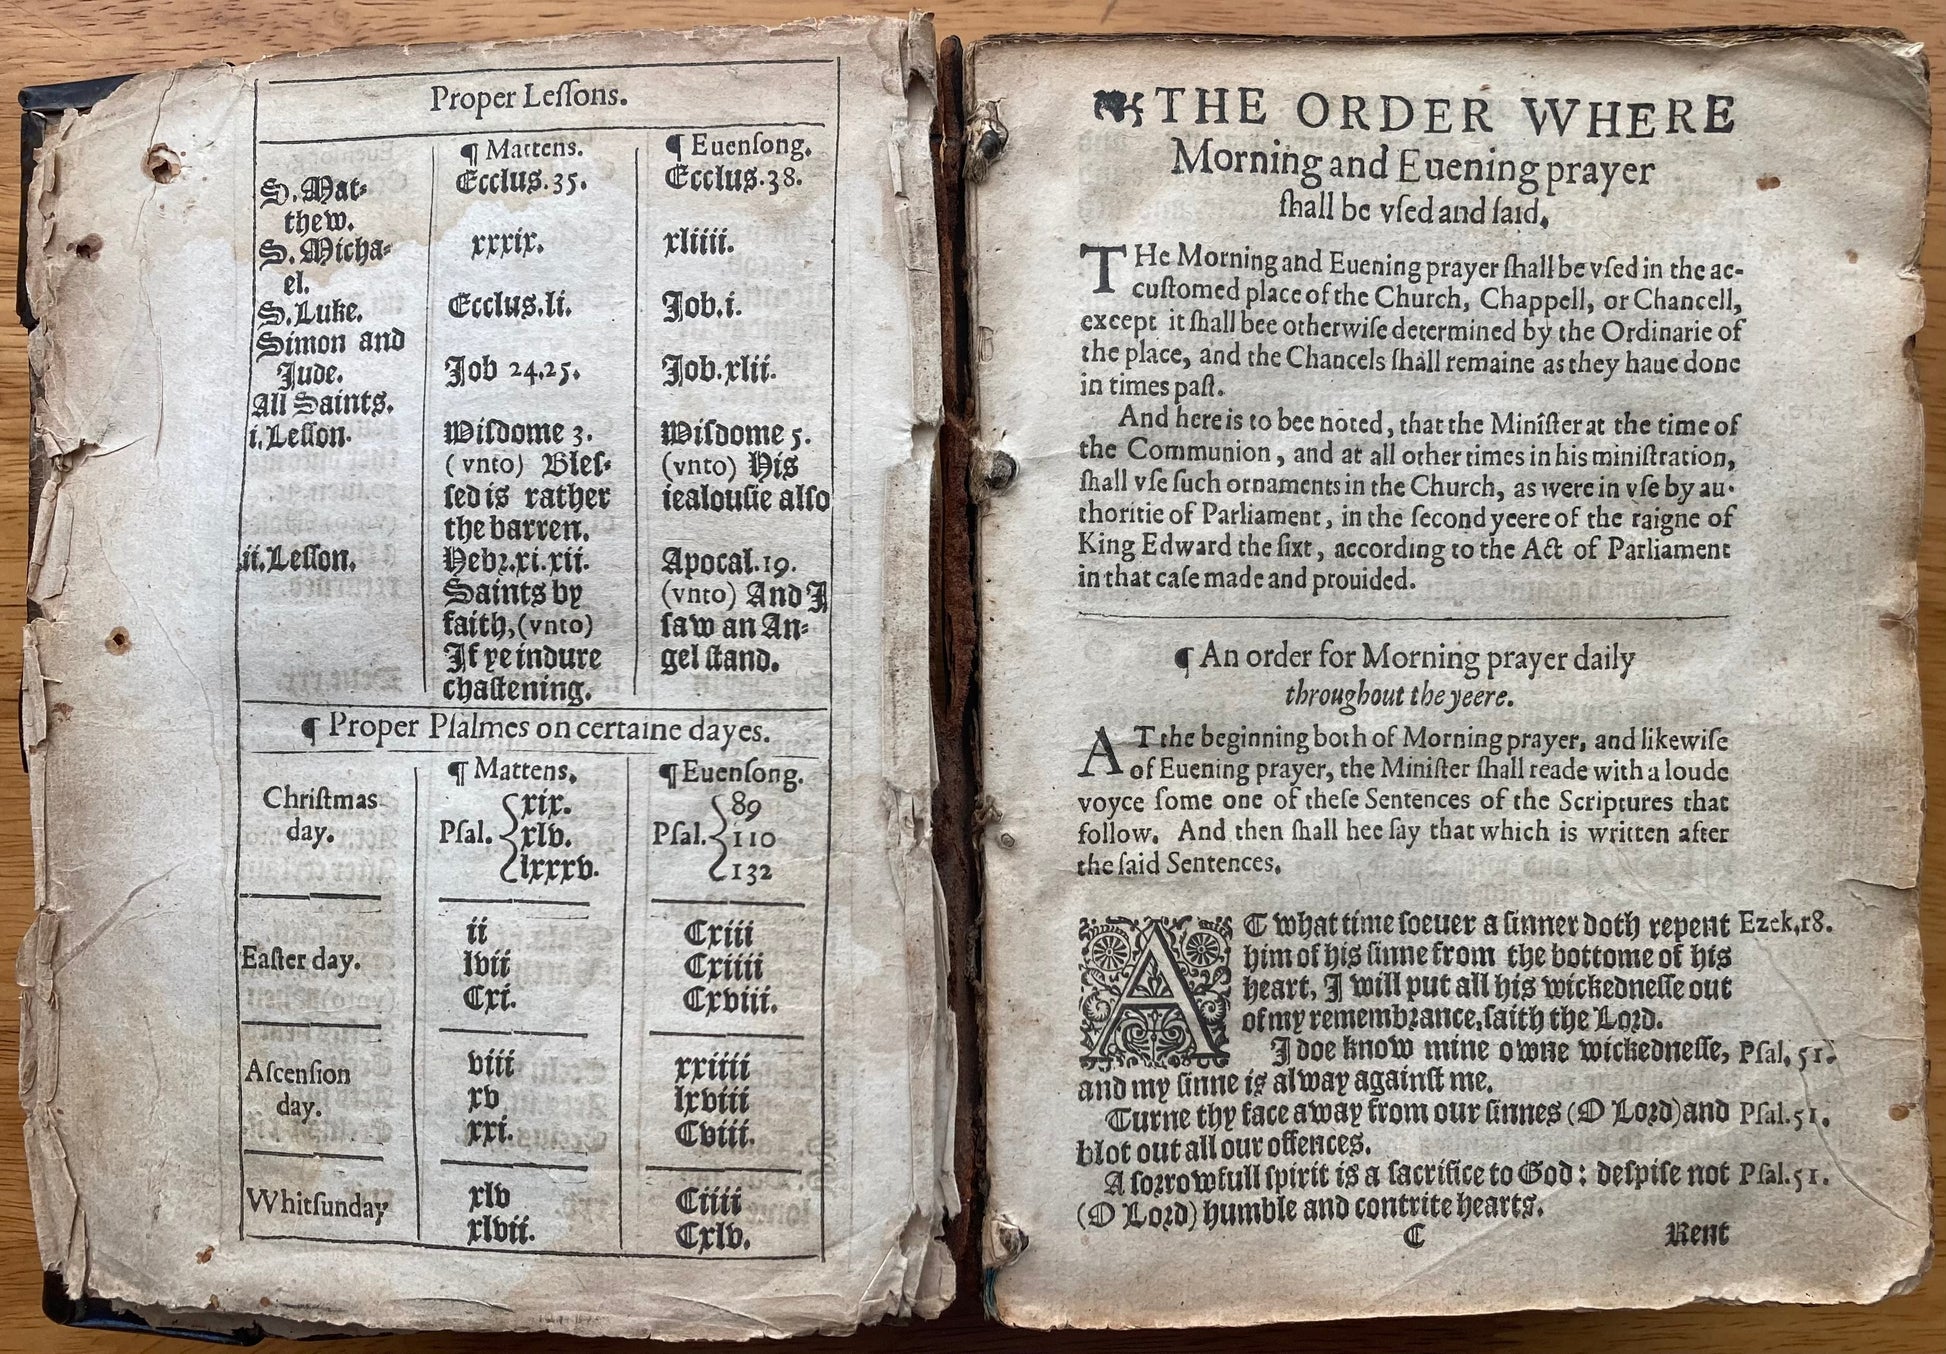 Proper Leſſons.
¶ Mattens. ¶ Euenſong.
S. Mat- Ecclus.35. Ecclus.38.
thew.
S. Micha- xxxix. xliiii.
el.
S. Luke. Ecclus.li. Job.i.
Simon and
Jude. Job 24.25. Job.xlii.
All Saints.
i. Leſſon. Wiſdome 3. Wiſdome 5.
(vnto) Bleſ- (vnto) His
ſed is rather iealouſie alſo
the barren.
ii. Leſſon. Hebr.xi.xii. Apocal.19.
Saints by (vnto) And I
faith, (vnto) ſaw an An-
If ye indure gel ſtand.
chaſtening.
¶ Proper Pſalmes on certaine dayes.
¶ Mattens. ¶ Euenſong.
Chriſtmas xix. 89
day. Pſal. xlv. Pſal. 110
lxxxv. 132
ii Cxiii
Eaſter day. lvii Cxiiii
Cxi. Cxviii.
viii xxiiii
Aſcenſion xv lxviii
day. xxi. Cviii.
Whitſunday xlv Ciiii
xlvii. Cxlv.
THE ORDER WHERE
Morning and Euening prayer
ſhall be vſed and ſaid.
THe Morning and Euening prayer ſhall be vſed in the ac-
cuſtomed place of the Church, Chappell, or Chancell,
except it ſhall bee otherwiſe determined by the Ordinarie of
the place, and the Chancels ſhall remaine as they haue done
in times paſt.
And here is to bee noted, that the Miniſter at the time of
the Communion, and at all other times in his miniſtration,
ſhall vſe ſuch ornaments in the Church, as were in vſe by au-
thoritie of Parliament, in the ſecond yeere of the raigne of
King Edward the ſixt, according to the Act of Parliament
in that caſe made and prouided.
¶ An order for Morning prayer daily
throughout the yeere.
AT the beginning both of Morning prayer, and likewiſe
of Euening prayer, the Miniſter ſhall reade with a loude
voyce ſome one of theſe Sentences of the Scriptures that
follow. And then ſhall hee ſay that which is written after
the ſaid Sentences.
AT what time ſoeuer a ſinner doth repent Ezek.18.
him of his ſinne from the bottome of his
heart, I will put all his wickedneſſe out
of my remembrance, ſaith the Lord.
I doe know mine owne wickedneſſe, Pſal. 51.
and my ſinne is alway againſt me.
Turne thy face away from our ſinnes (O Lord) and Pſal. 51.
blot out all our offences.
A ſorrowfull ſpirit is a ſacrifice to God: deſpiſe not Pſal. 51.
(O Lord) humble and contrite hearts.
C Rent